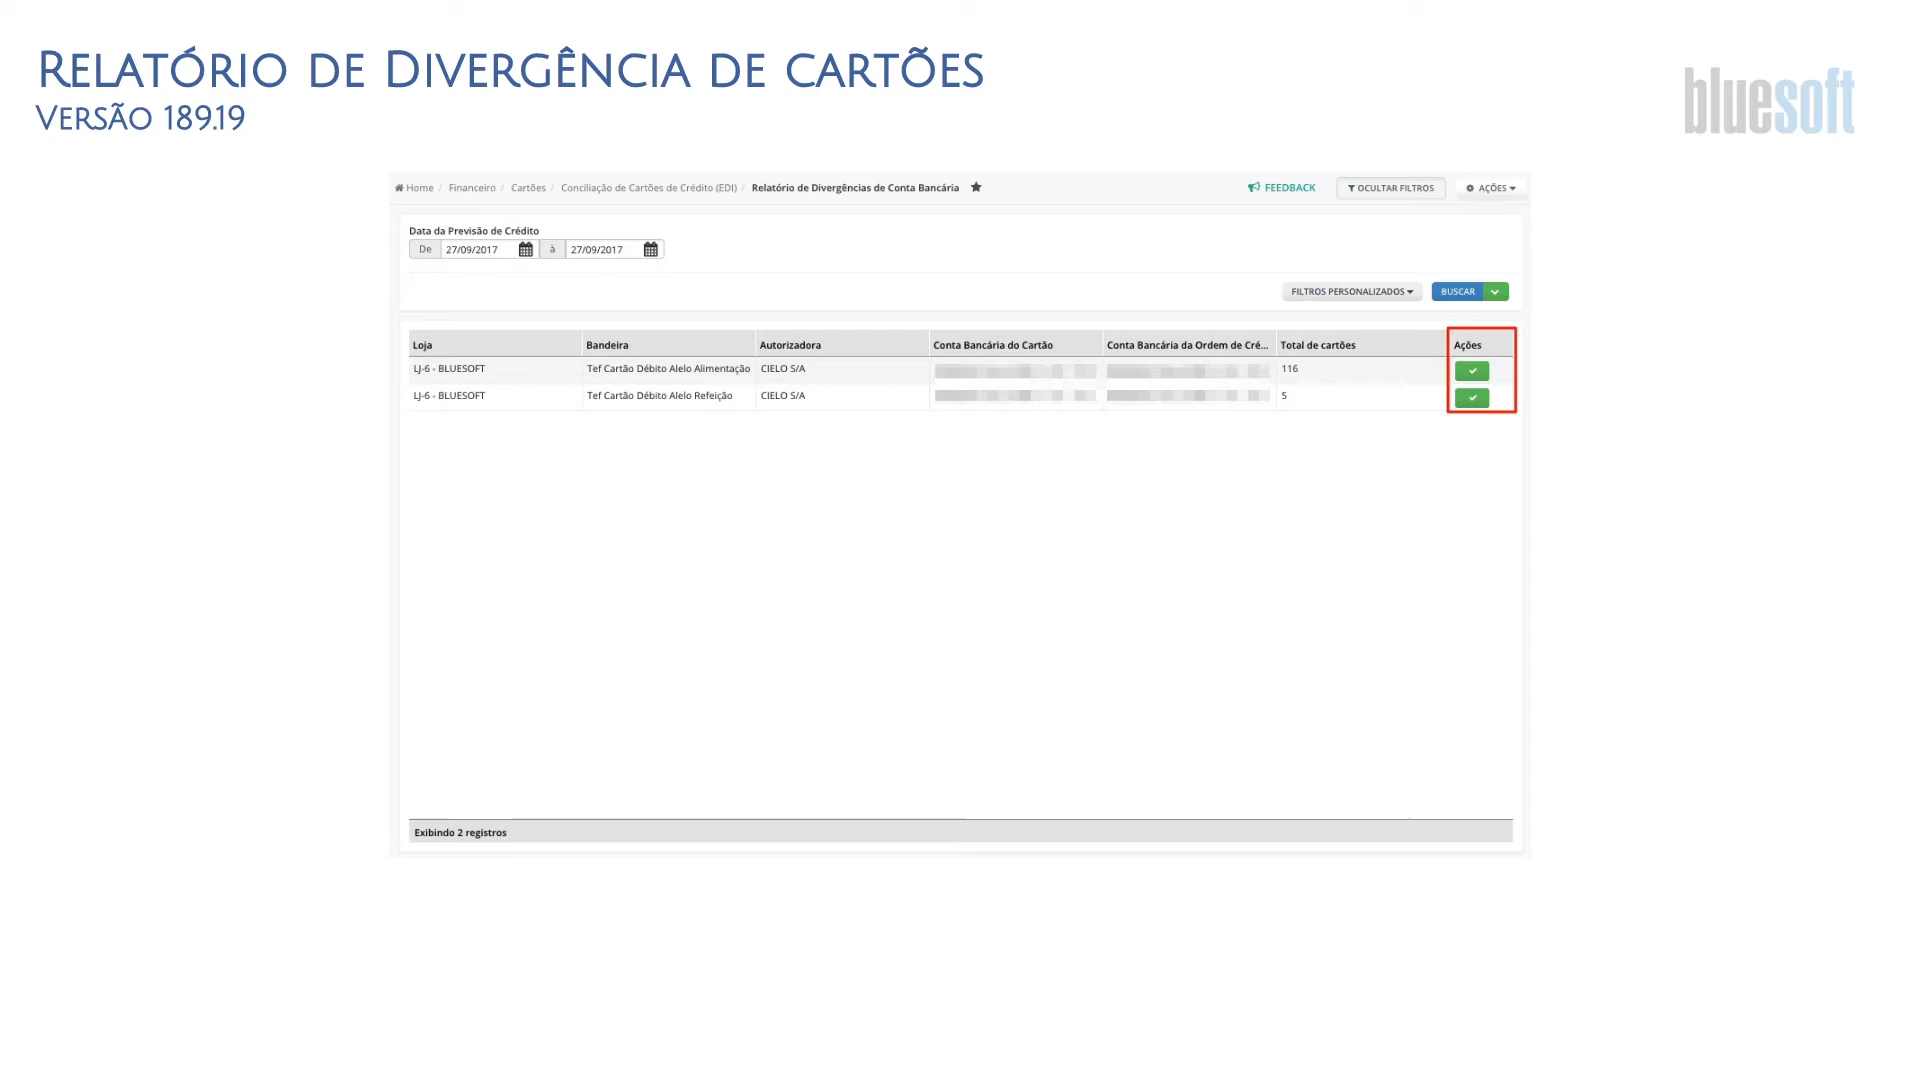 Relatório de Divergência de cartões
Versão 189.19
bluesoft
Home / Financeiro / Cartões / Conciliação de Cartões de Crédito (EDI) / Relatório de Divergências de Conta Bancária FEEDBACK OCULTAR FILTROS AÇÕES
Data da Previsão de Crédito
De 27/09/2017 à 27/09/2017
FILTROS PERSONALIZADOS BUSCAR
Loja Bandeira Autorizadora Conta Bancária do Cartão Conta Bancária da Ordem de Cré... Total de cartões Ações
LJ-6 - BLUESOFT Tef Cartão Débito Alelo Alimentação CIELO S/A 116
LJ-6 - BLUESOFT Tef Cartão Débito Alelo Refeição CIELO S/A 5
Exibindo 2 registros